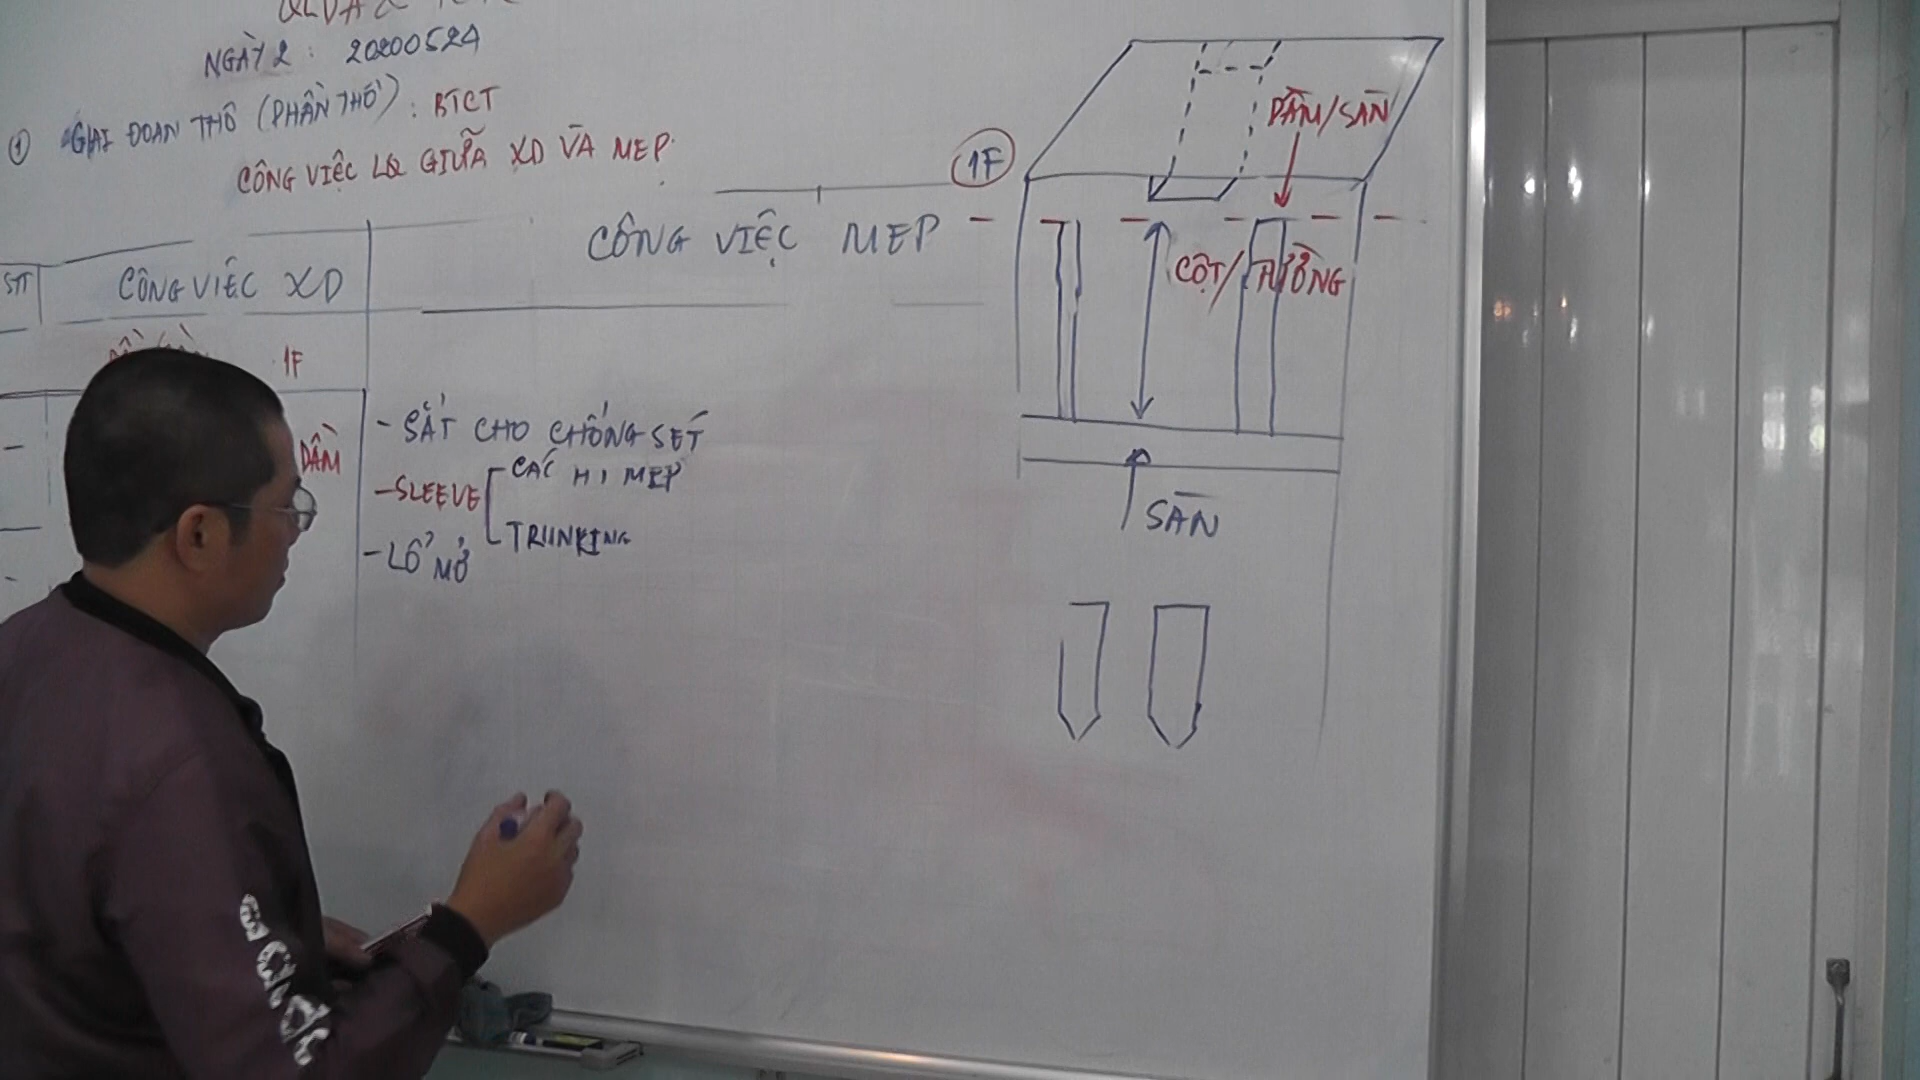 NGÀY 2 : 20200524
① GIAI ĐOẠN THÔ (PHẦN THÔ) : BTCT
CÔNG VIỆC LQ GIỮA XD VÀ MEP.
STT
CÔNG VIỆC XD
CÔNG VIỆC MEP
1F
DẦM
- SẮT CHO CHỐNG SÉT
- SLEEVE
CÁC HT MEP
TRUNKING
- LỖ MỞ
1F
DẦM/SÀN
CỘT/TƯỜNG
SÀN